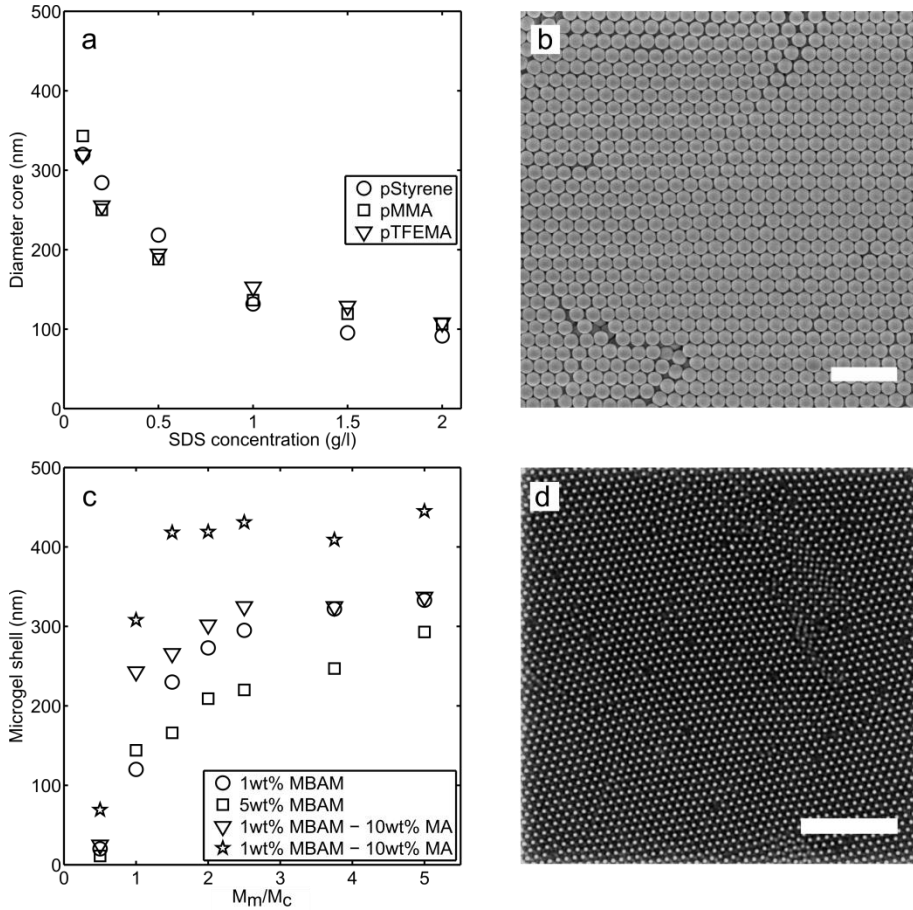 a
500
400
300
200
100
0
Diameter core (nm)
pStyrene
pMMA
pTFEMA
0
0.5
1
1.5
2
SDS concentration (g/l)
b
c
500
400
300
200
100
0
Microgel shell (nm)
1wt% MBAM
5wt% MBAM
1wt% MBAM − 10wt% MA
1wt% MBAM − 10wt% MA
0
1
2
3
4
5
Mm/Mc
d